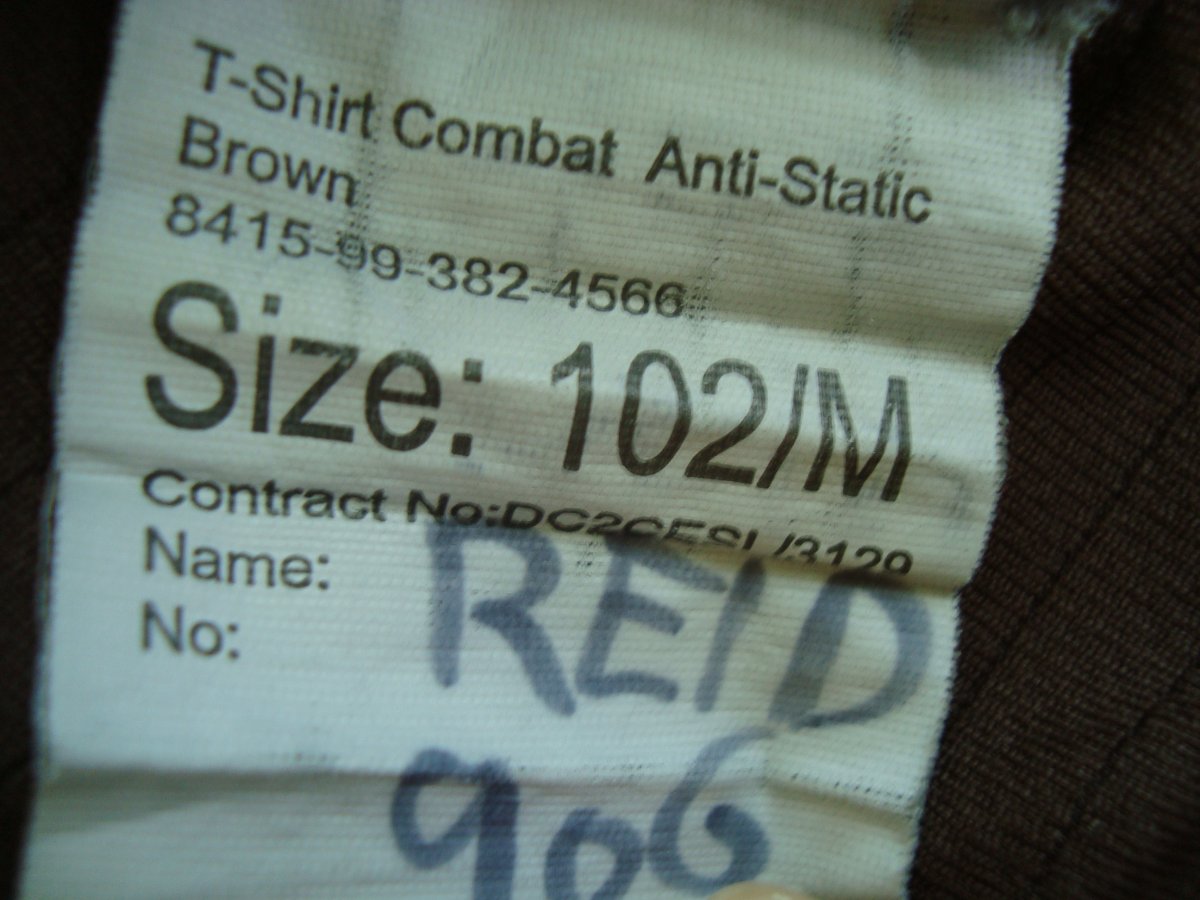 T-Shirt Combat Anti-Static
Brown
8415-99-382-4566
Size: 102/M
Contract No:DC2CESL/3129
Name: REID
No:
906